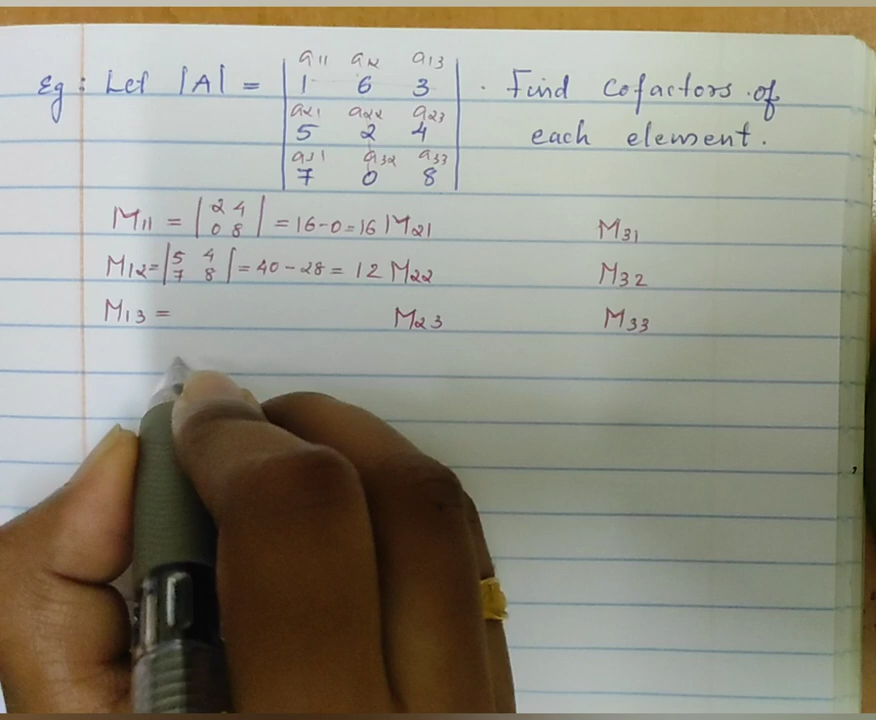 a11 a12 a13
Eg : Let |A| = | 1 6 3 | . Find cofactors of
a21 a22 a23
5 2 4 each element.
a31 a32 a33
7 0 8
M11 = | 2 4 | = 16-0=16 | M21 M31
0 8
M12= | 5 4 | = 40-28= 12 M22 M32
7 8
M13 = M23 M33